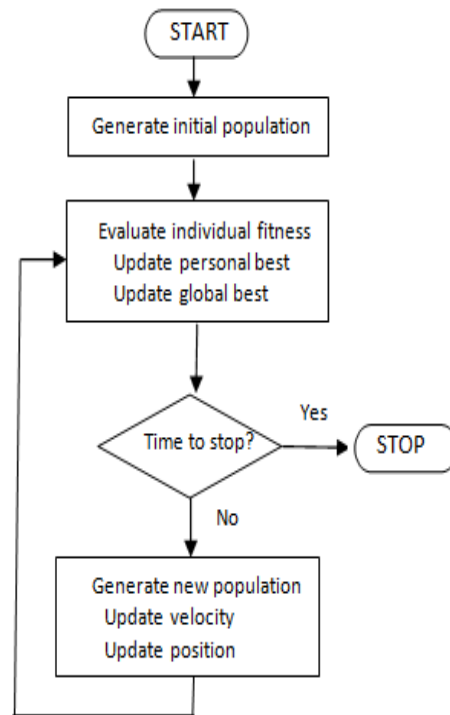 START
Generate initial population
Evaluate individual fitness
Update personal best
Update global best
Time to stop?
Yes
STOP
No
Generate new population
Update velocity
Update position